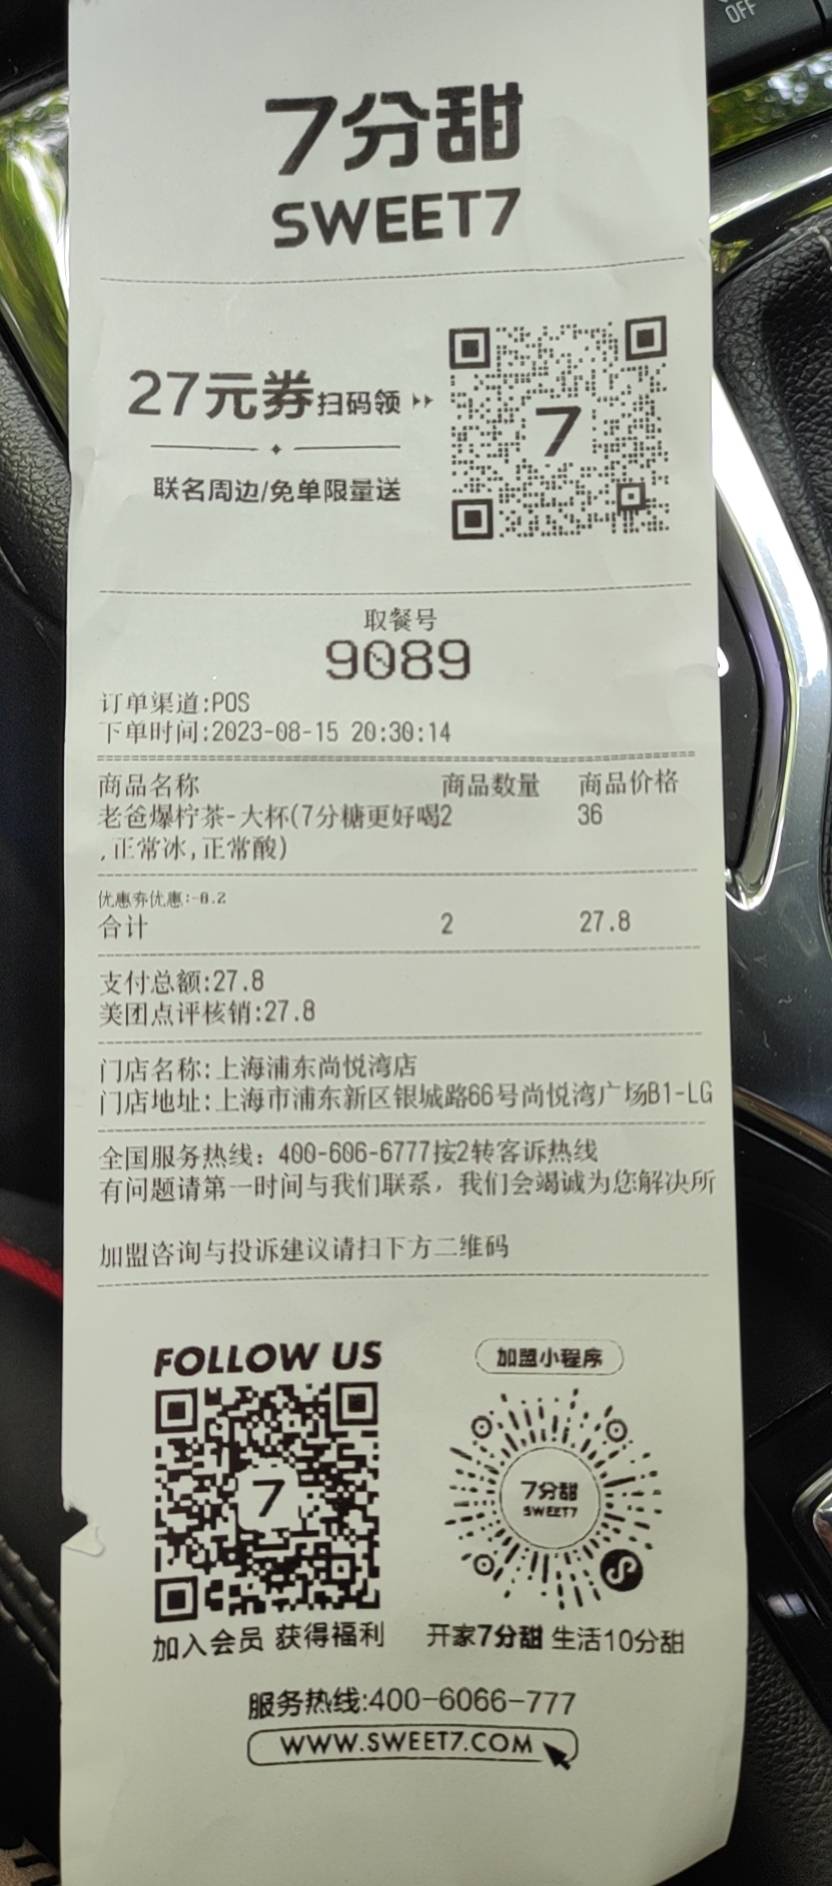 OFF
7分甜
SWEET7
27元券扫码领
联名周边/免单限量送
7
取餐号
9089
订单渠道:POS
下单时间:2023-08-15 20:30:14
商品名称 商品数量 商品价格
老爸爆柠茶-大杯(7分糖更好喝2 36
,正常冰,正常酸)
优惠券优惠:-8.2
合计 2 27.8
支付总额:27.8
美团点评核销:27.8
门店名称:上海浦东尚悦湾店
门店地址:上海市浦东新区银城路66号尚悦湾广场B1-LG
全国服务热线：400-606-6777按2转客诉热线
有问题请第一时间与我们联系，我们会竭诚为您解决所
加盟咨询与投诉建议请扫下方二维码
FOLLOW US 加盟小程序
7 7分甜
SWEET7
加入会员 获得福利 开家7分甜 生活10分甜
服务热线:400-6066-777
WWW.SWEET7.COM